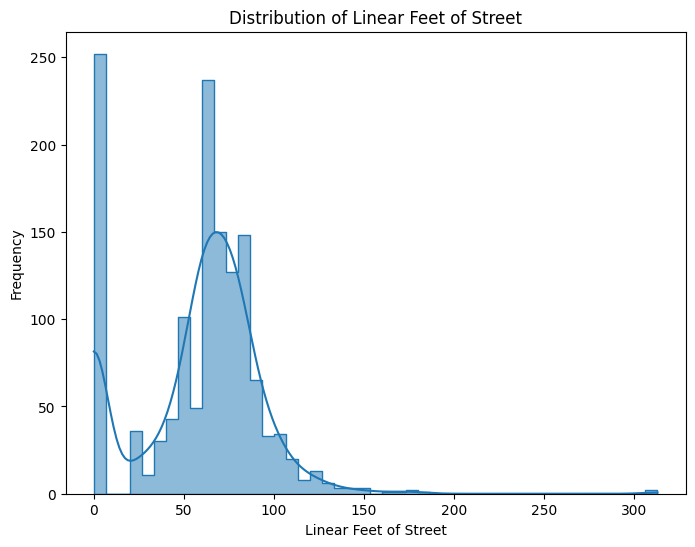 Distribution of Linear Feet of Street
Frequency
250
200
150
100
50
0
0 50 100 150 200 250 300
Linear Feet of Street